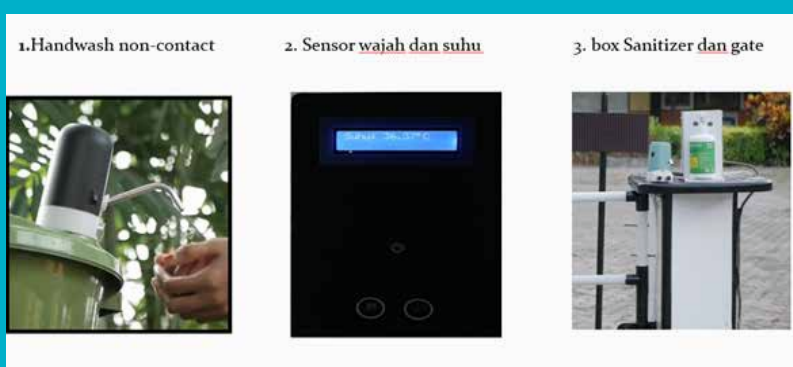 1.Handwash non-contact
2. Sensor wajah dan suhu
3. box Sanitizer dan gate